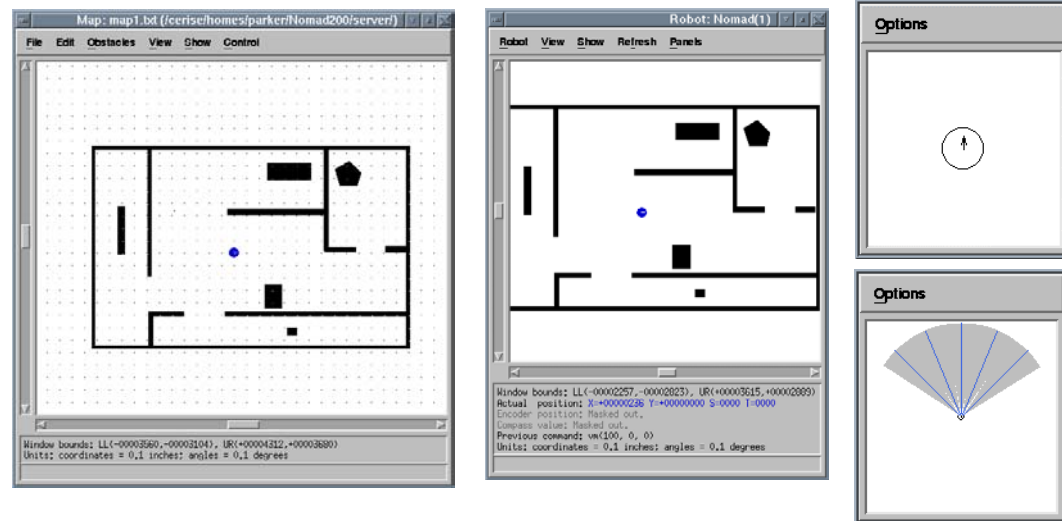 Map: map1.txt (/cerise/homes/parker/Nomad200/server/)
File Edit Obstacles View Show Control
Window bounds: LL(-00003560,-00003104), UR(+00004312,+00003680)
Units: coordinates = 0.1 inches; angles = 0.1 degrees
Robot: Nomad(1)
Robot View Show Refresh Panels
Window bounds: LL(-00002257,-00002823), UR(+00003615,+00002889)
Actual position: X=+00000236 Y=+00000000 S=0000 T=0000
Encoder position: Masked out.
Compass value: Masked out.
Previous command: vm(100, 0, 0)
Units: coordinates = 0.1 inches; angles = 0.1 degrees
Options
Options